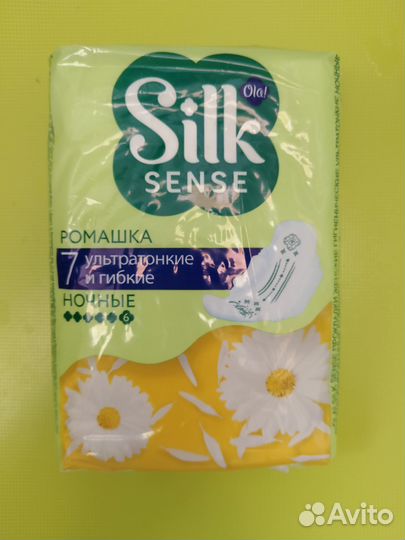 Ola!
Silk
SENSE
РОМАШКА
7 ультратонкие
и гибкие
НОЧНЫЕ
6
Avito